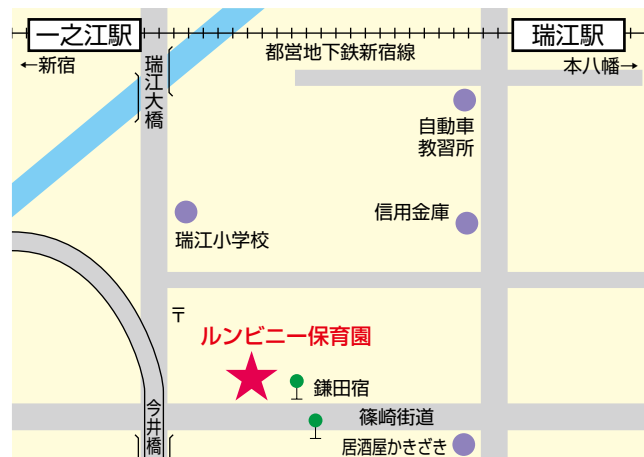 一之江駅
瑞江駅
都営地下鉄新宿線
←新宿
本八幡→
瑞江大橋
自動車
教習所
信用金庫
瑞江小学校
〒
ルンビニー保育園
鎌田宿
篠崎街道
今井橋
居酒屋かきざき